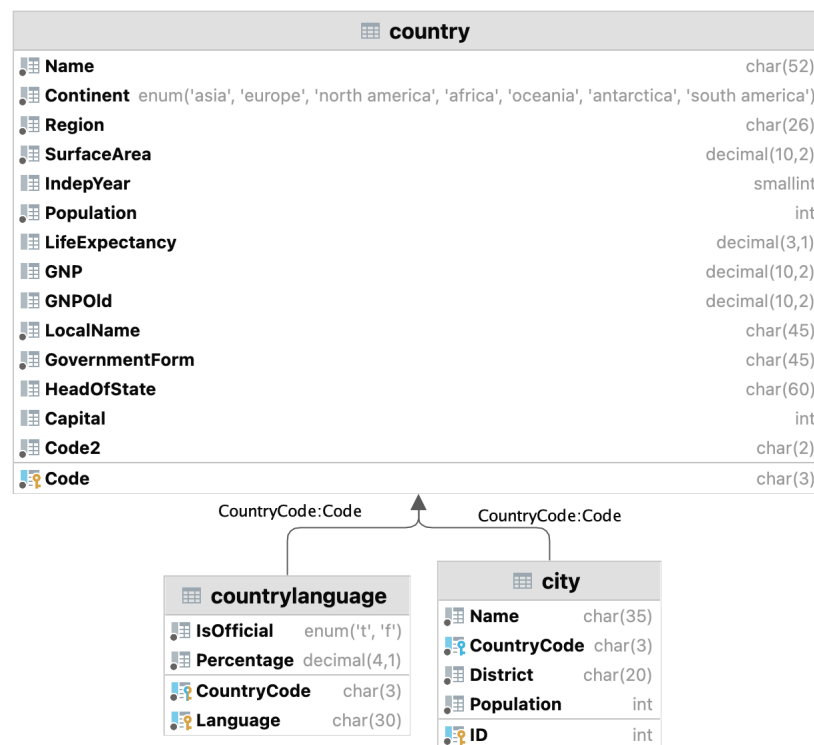 country
Name char(52)
Continent enum('asia', 'europe', 'north america', 'africa', 'oceania', 'antarctica', 'south america')
Region char(26)
SurfaceArea decimal(10,2)
IndepYear smallint
Population int
LifeExpectancy decimal(3,1)
GNP decimal(10,2)
GNPOld decimal(10,2)
LocalName char(45)
GovernmentForm char(45)
HeadOfState char(60)
Capital int
Code2 char(2)
Code char(3)
CountryCode:Code
CountryCode:Code
countrylanguage
IsOfficial enum('t', 'f')
Percentage decimal(4,1)
CountryCode char(3)
Language char(30)
city
Name char(35)
CountryCode char(3)
District char(20)
Population int
ID int